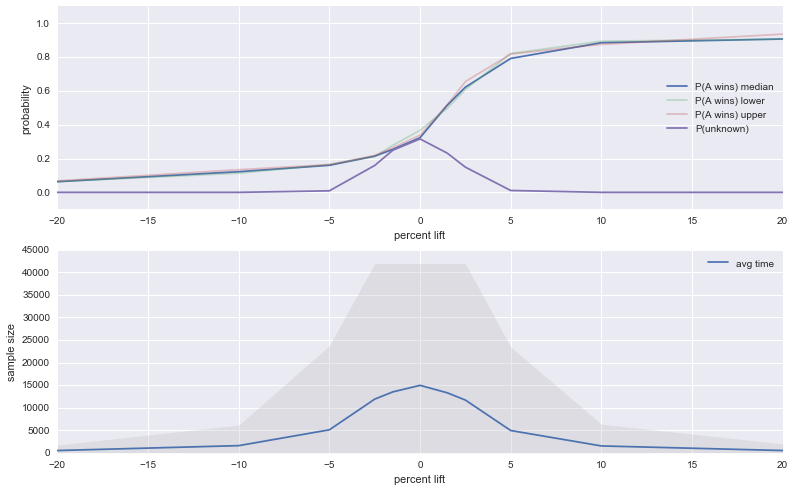 1.0
0.8
0.6
0.4
0.2
0.0
probability
P(A wins) median
P(A wins) lower
P(A wins) upper
P(unknown)
−20 −15 −10 −5 0 5 10 15 20
percent lift
45000
40000
35000
30000
25000
20000
15000
10000
5000
0
sample size
avg time
−20 −15 −10 −5 0 5 10 15 20
percent lift